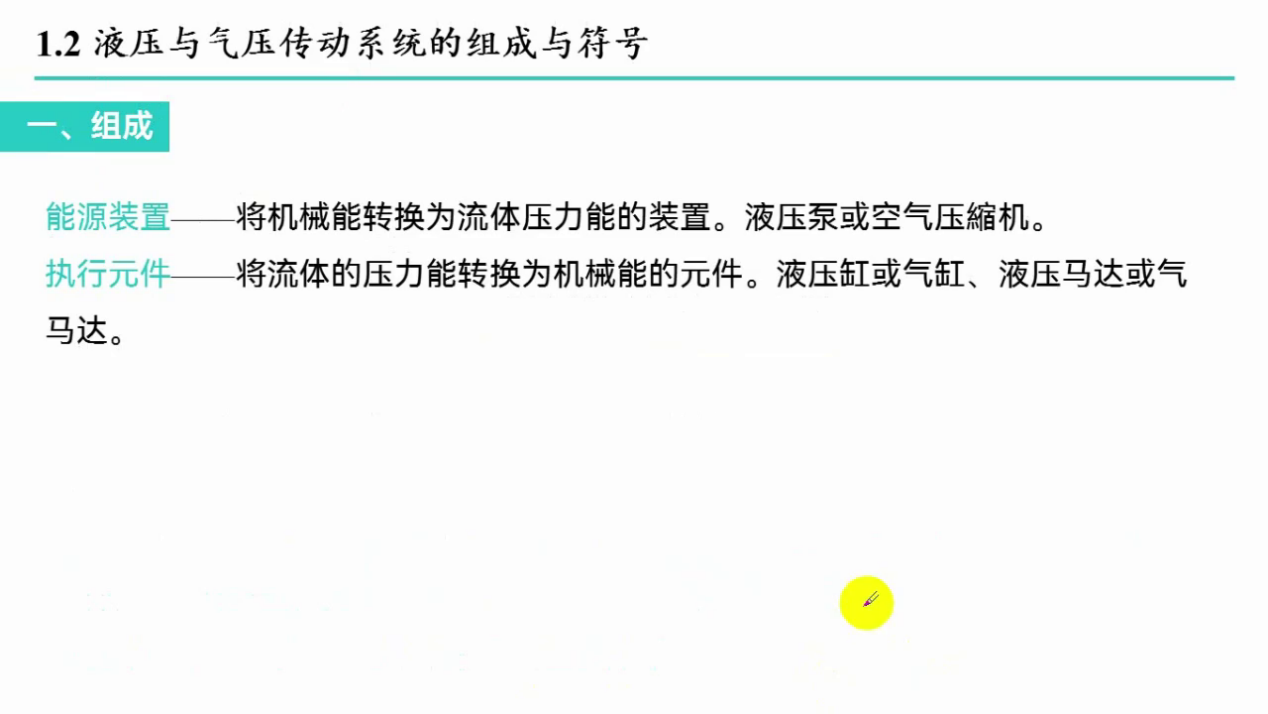 1.2 液压与气压传动系统的组成与符号
一、组成
能源装置——将机械能转换为流体压力能的装置。液压泵或空气压缩机。
执行元件——将流体的压力能转换为机械能的元件。液压缸或气缸、液压马达或气
马达。